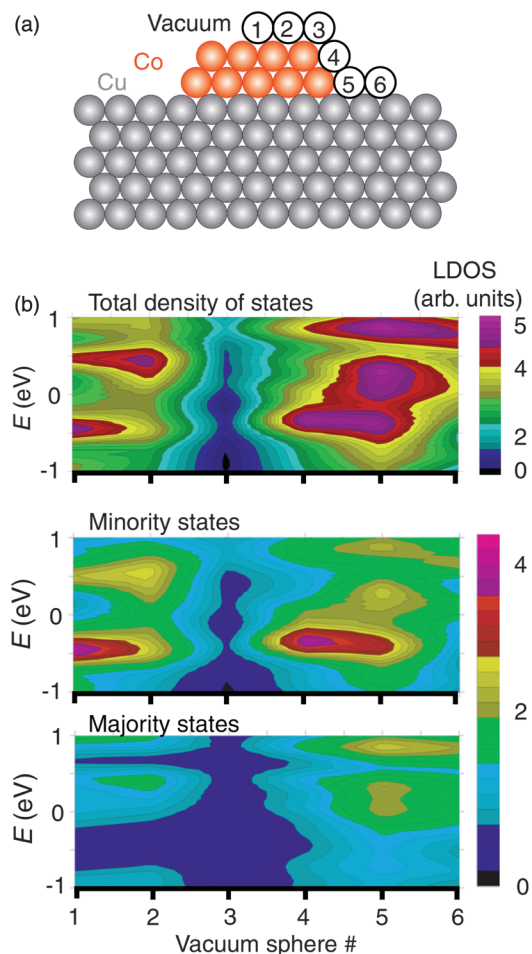 (a)
Vacuum 1 2 3
Co 4
Cu 5 6
LDOS
(arb. units)
(b)
Total density of states
1
0
-1
E (eV)
5
4
2
0
Minority states
1
0
-1
E (eV)
Majority states
1
0
-1
E (eV)
4
2
0
1 2 3 4 5 6
Vacuum sphere #